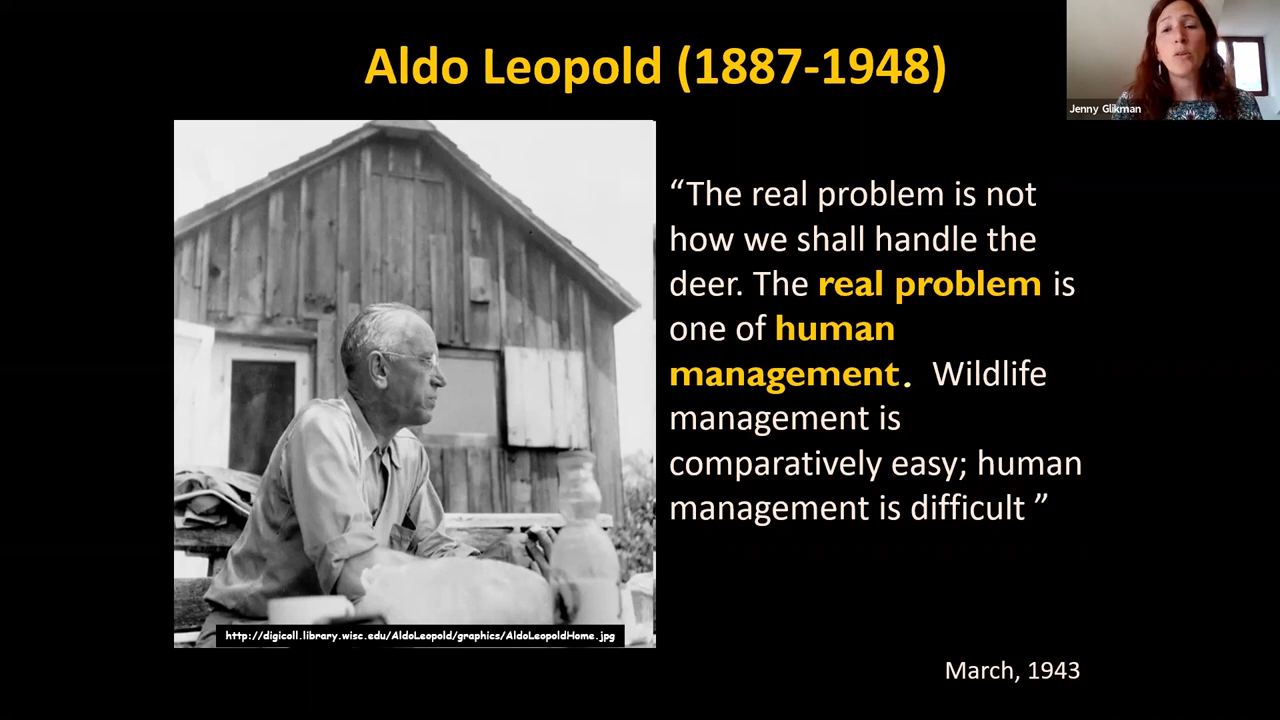 Aldo Leopold (1887-1948)
Jenny Glikman
“The real problem is not
how we shall handle the
deer. The real problem is
one of human
management. Wildlife
management is
comparatively easy; human
management is difficult ”
http://digicoll.library.wisc.edu/AldoLeopold/graphics/AldoLeopoldHome.jpg
March, 1943